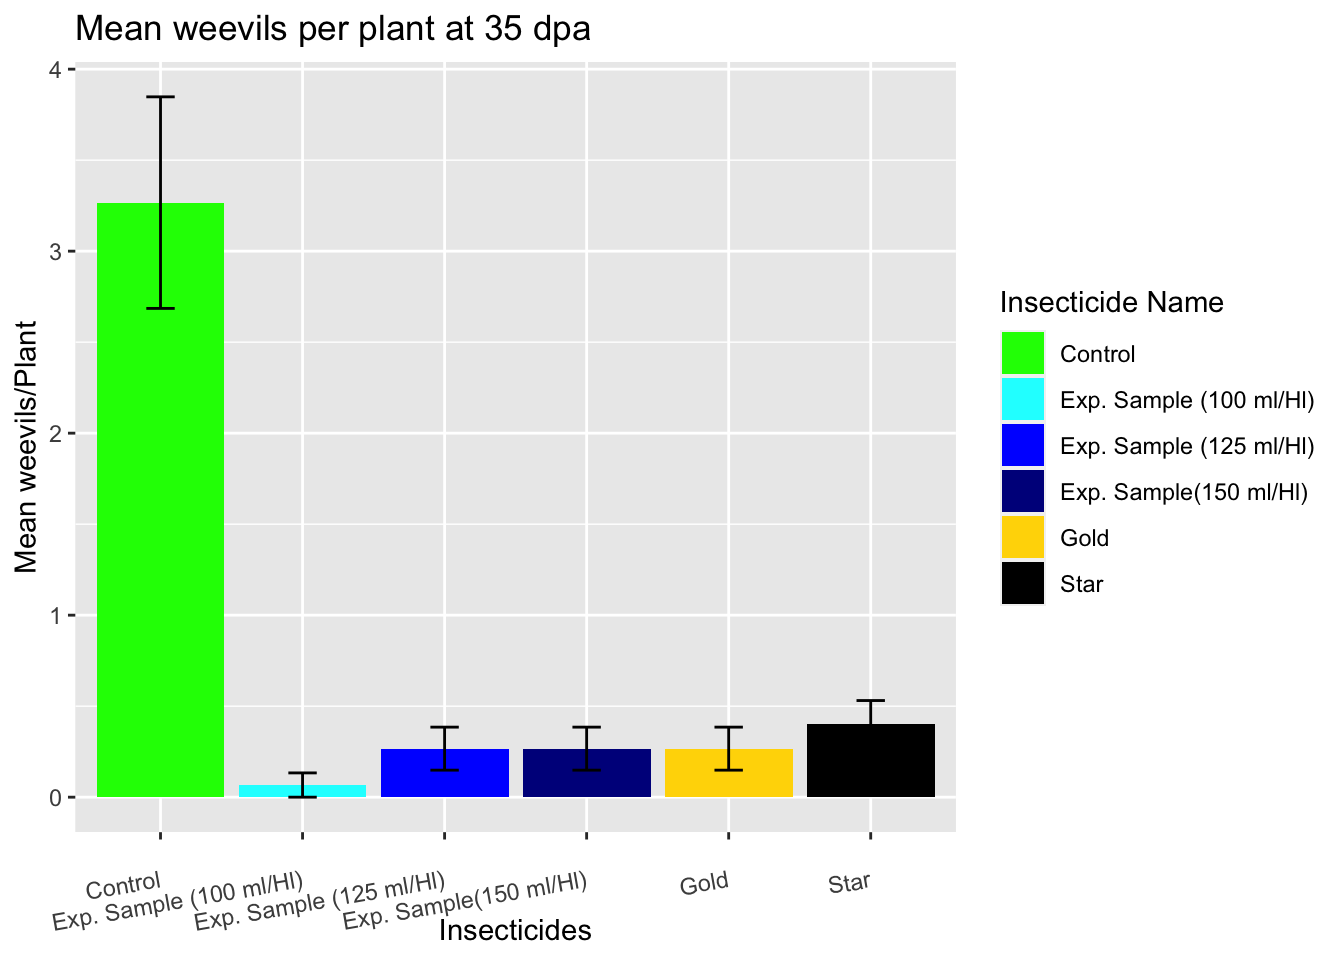 Mean weevils per plant at 35 dpa
Mean weevils/Plant
4
3
2
1
0
Control
Exp. Sample (100 ml/Hl)
Exp. Sample (125 ml/Hl)
Exp. Sample(150 ml/Hl)
Gold
Star
Insecticides
Insecticide Name
Control
Exp. Sample (100 ml/Hl)
Exp. Sample (125 ml/Hl)
Exp. Sample(150 ml/Hl)
Gold
Star